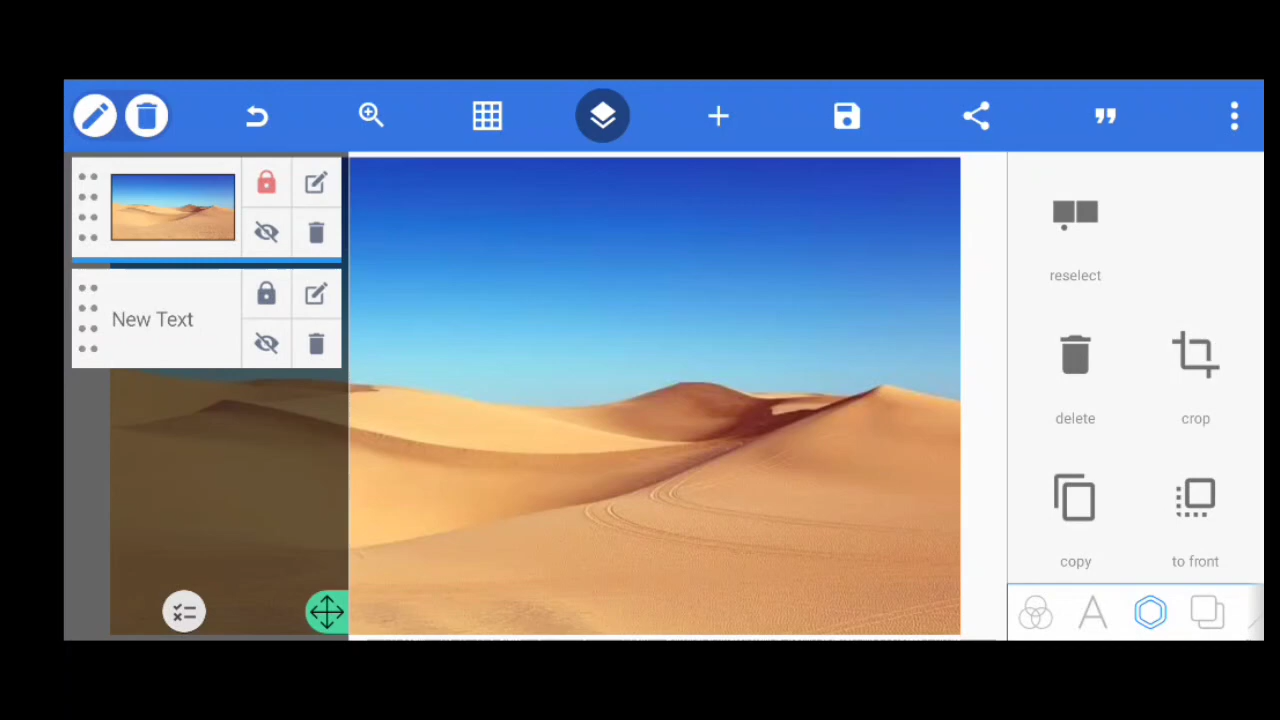 New Text
reselect
delete
crop
copy
to front